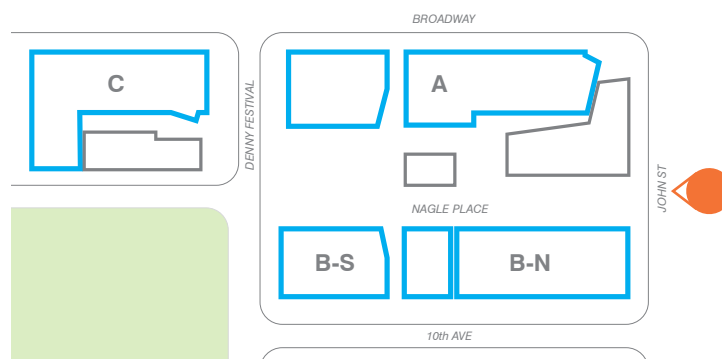 BROADWAY
C
A
DENNY FESTIVAL
JOHN ST
NAGLE PLACE
B-S
B-N
10th AVE